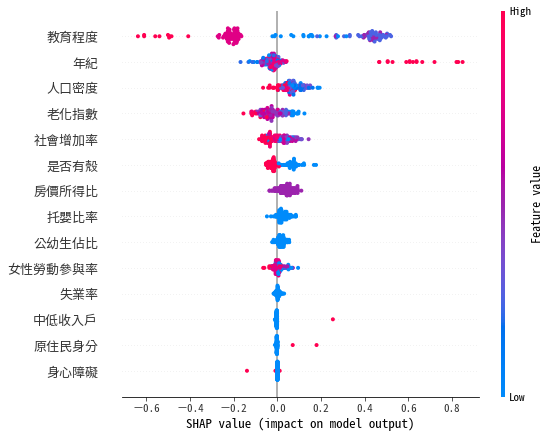 High
教育程度
年紀
人口密度
老化指數
社會增加率
是否有殼
房價所得比
托嬰比率
公幼生佔比
女性勞動參與率
失業率
中低收入戶
原住民身分
身心障礙
Feature value
Low
−0.6 −0.4 −0.2 0.0 0.2 0.4 0.6 0.8
SHAP value (impact on model output)